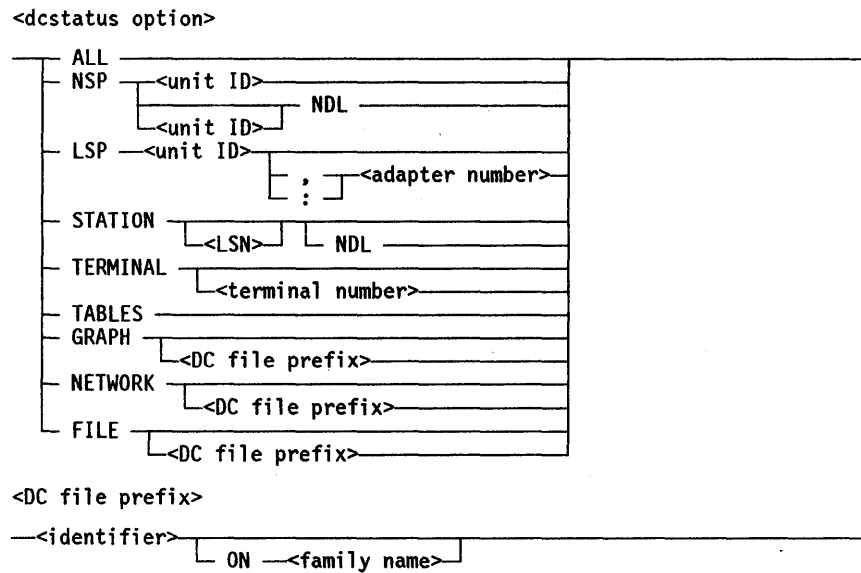 <dcstatus option>
ALL
NSP <unit ID>
NDL
<unit ID>
LSP <unit ID>
, <adapter number>
:
STATION
<LSN> NDL
TERMINAL
<terminal number>
TABLES
GRAPH
<DC file prefix>
NETWORK
<DC file prefix>
FILE
<DC file prefix>
<DC file prefix>
<identifier>
ON <family name>